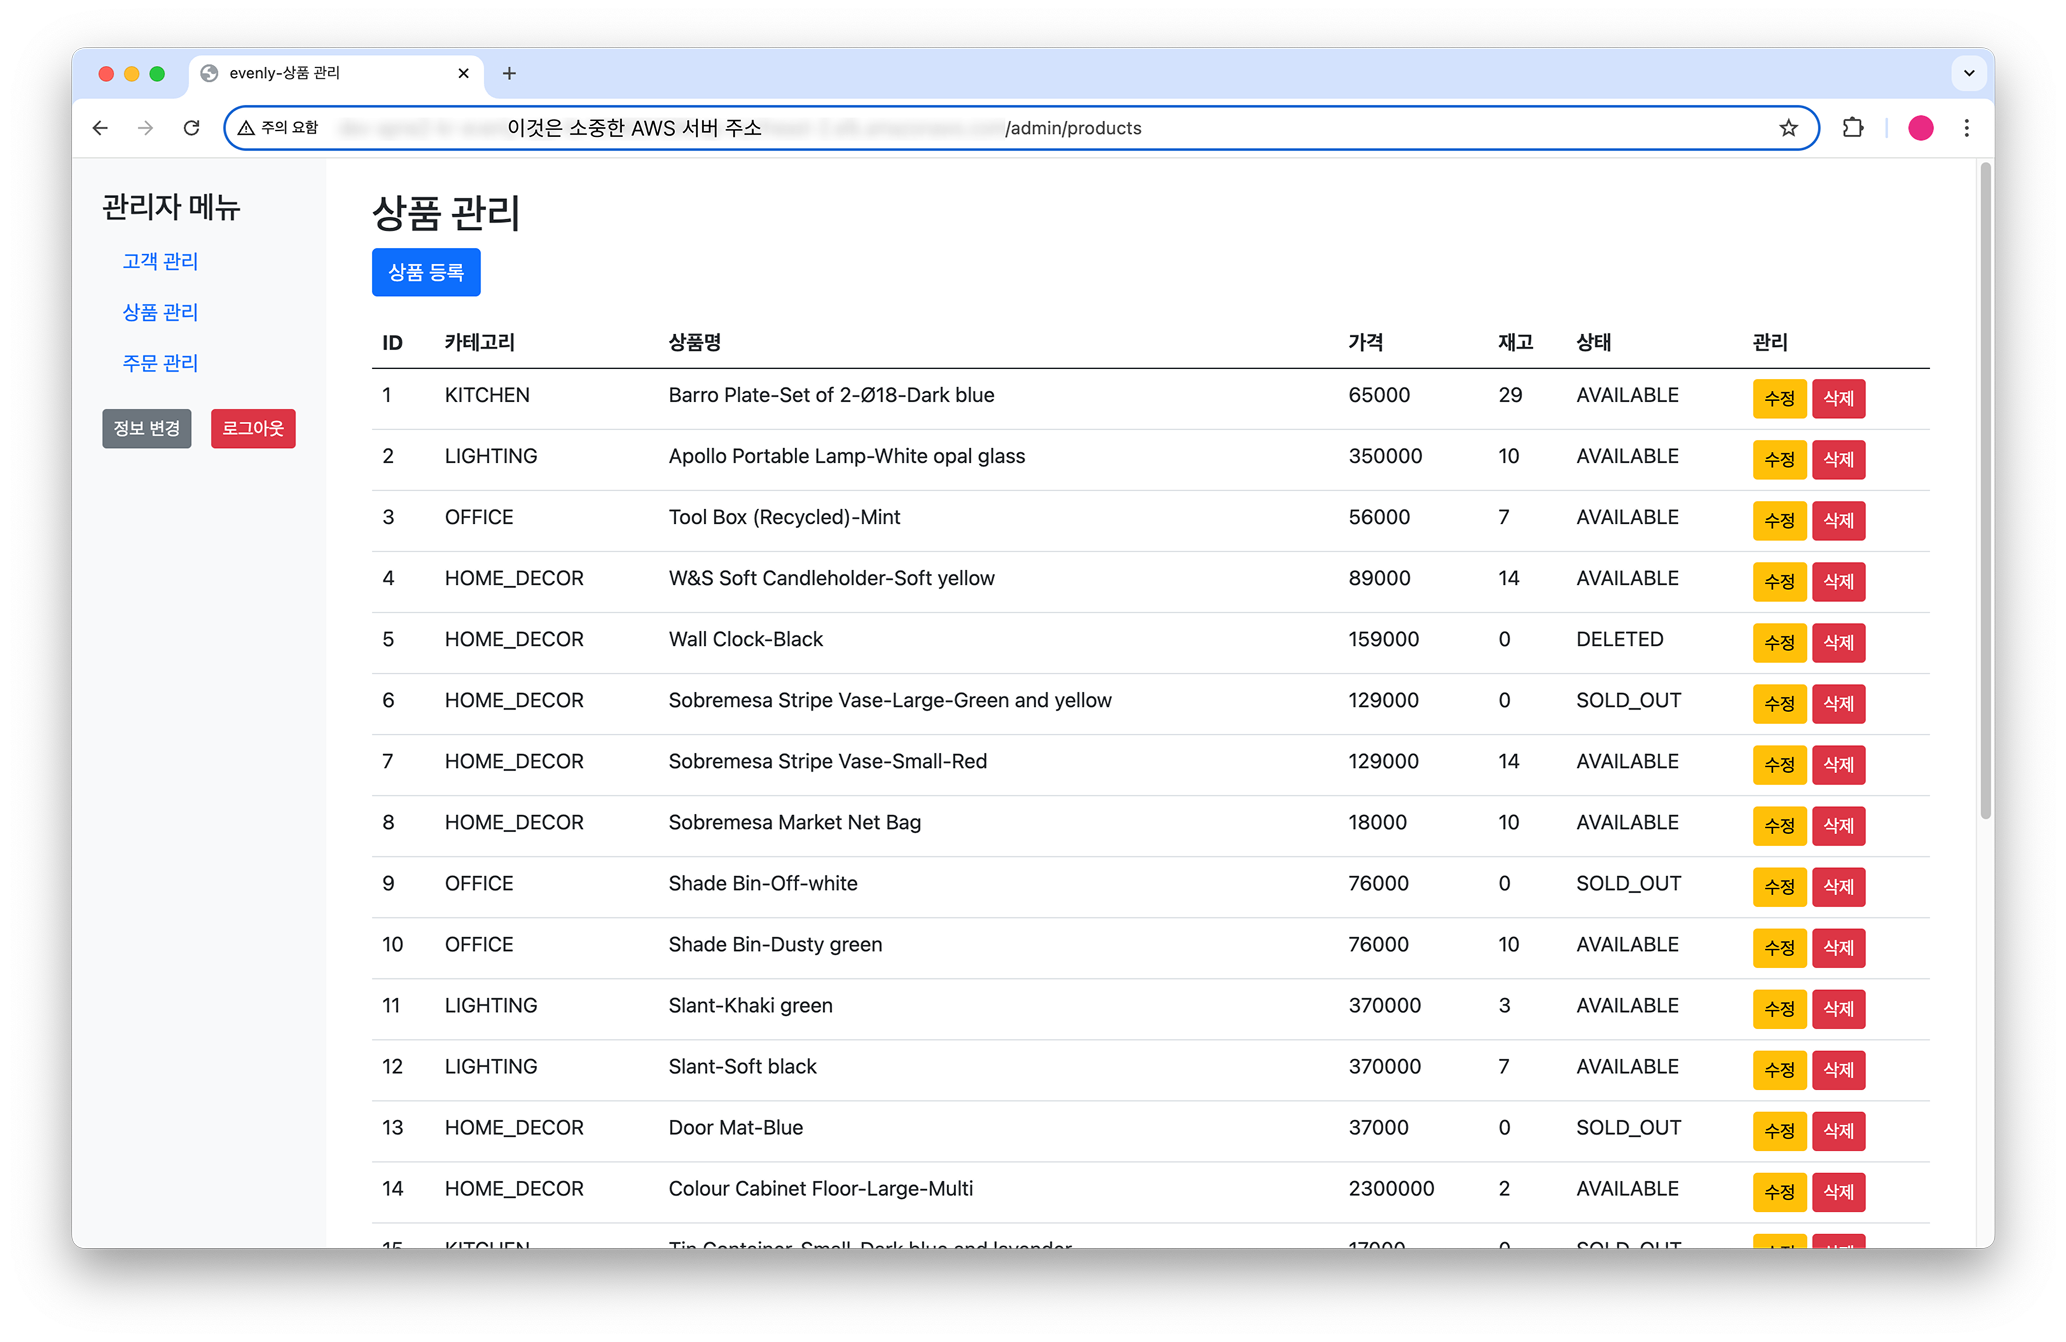 evenly-상품 관리
주의 요함 이것은 소중한 AWS 서버 주소 /admin/products
관리자 메뉴
고객 관리
상품 관리
주문 관리
정보 변경 로그아웃
상품 관리
상품 등록
ID 카테고리 상품명 가격 재고 상태 관리
1 KITCHEN Barro Plate-Set of 2-Ø18-Dark blue 65000 29 AVAILABLE 수정 삭제
2 LIGHTING Apollo Portable Lamp-White opal glass 350000 10 AVAILABLE 수정 삭제
3 OFFICE Tool Box (Recycled)-Mint 56000 7 AVAILABLE 수정 삭제
4 HOME_DECOR W&S Soft Candleholder-Soft yellow 89000 14 AVAILABLE 수정 삭제
5 HOME_DECOR Wall Clock-Black 159000 0 DELETED 수정 삭제
6 HOME_DECOR Sobremesa Stripe Vase-Large-Green and yellow 129000 0 SOLD_OUT 수정 삭제
7 HOME_DECOR Sobremesa Stripe Vase-Small-Red 129000 14 AVAILABLE 수정 삭제
8 HOME_DECOR Sobremesa Market Net Bag 18000 10 AVAILABLE 수정 삭제
9 OFFICE Shade Bin-Off-white 76000 0 SOLD_OUT 수정 삭제
10 OFFICE Shade Bin-Dusty green 76000 10 AVAILABLE 수정 삭제
11 LIGHTING Slant-Khaki green 370000 3 AVAILABLE 수정 삭제
12 LIGHTING Slant-Soft black 370000 7 AVAILABLE 수정 삭제
13 HOME_DECOR Door Mat-Blue 37000 0 SOLD_OUT 수정 삭제
14 HOME_DECOR Colour Cabinet Floor-Large-Multi 2300000 2 AVAILABLE 수정 삭제
15 KITCHEN Tin Container-Small-Dark blue and lavender 17000 0 SOLD_OUT